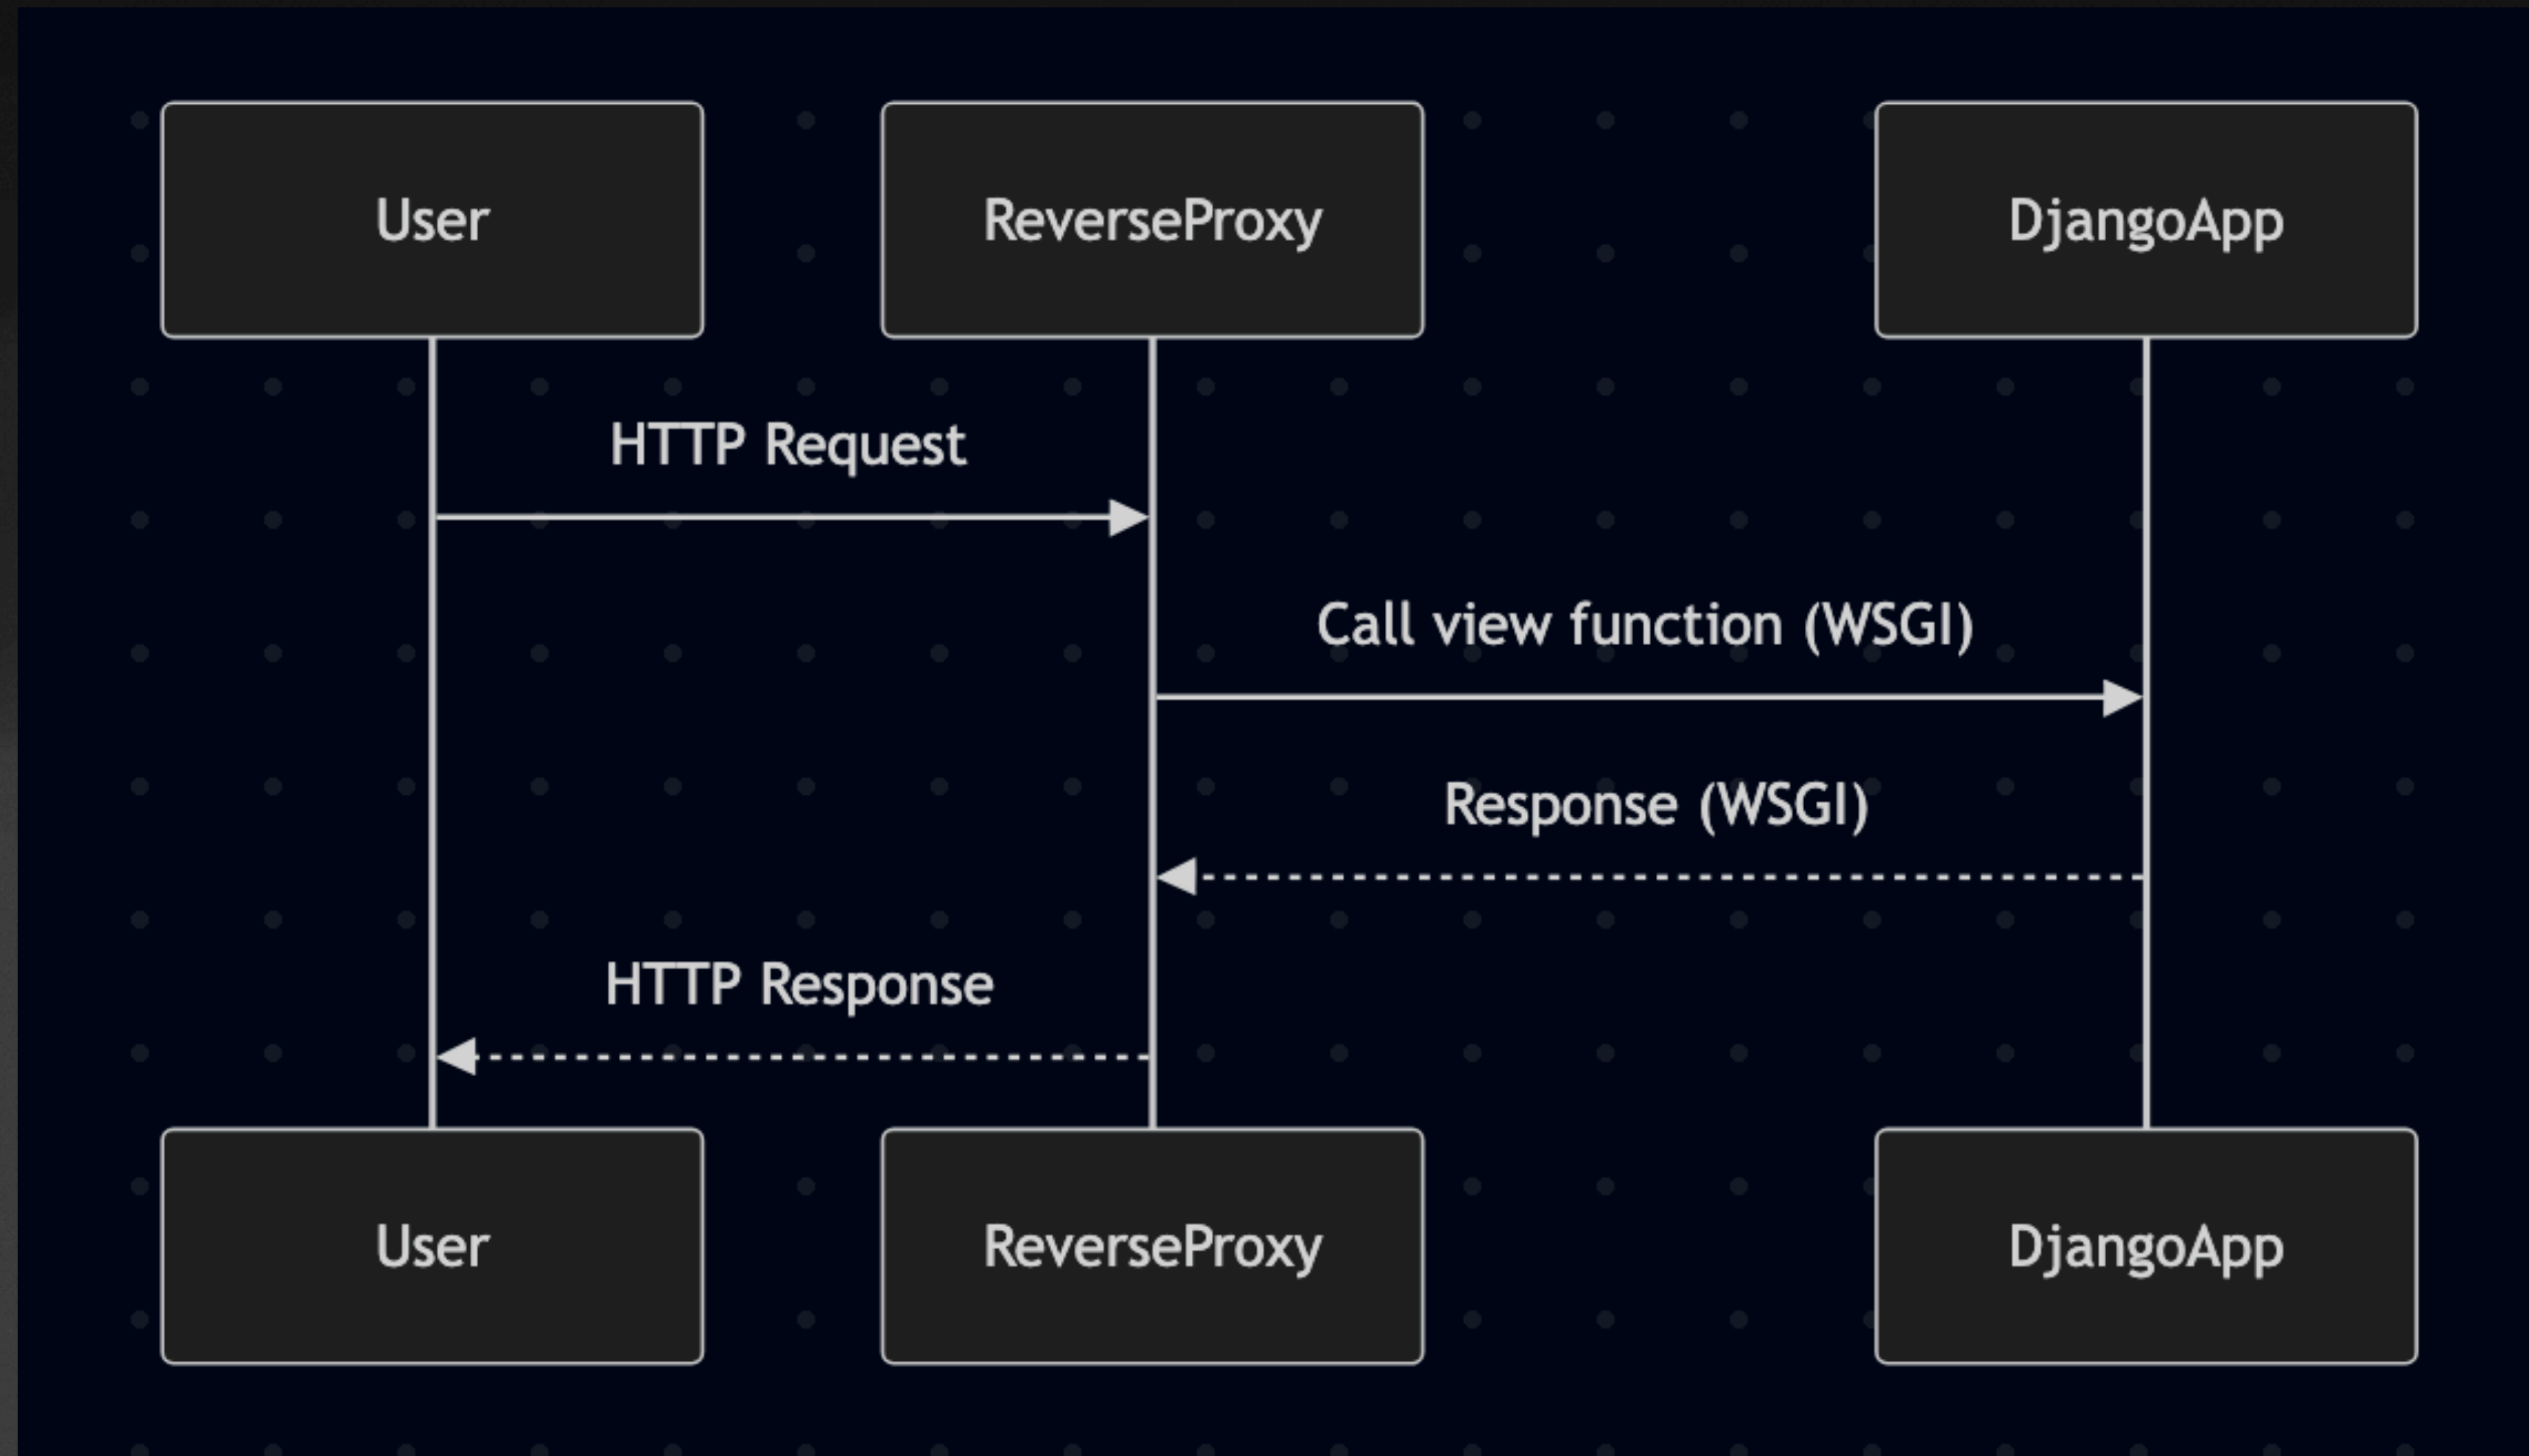 User
ReverseProxy
DjangoApp
HTTP Request
Call view function (WSGI)
Response (WSGI)
HTTP Response
User
ReverseProxy
DjangoApp